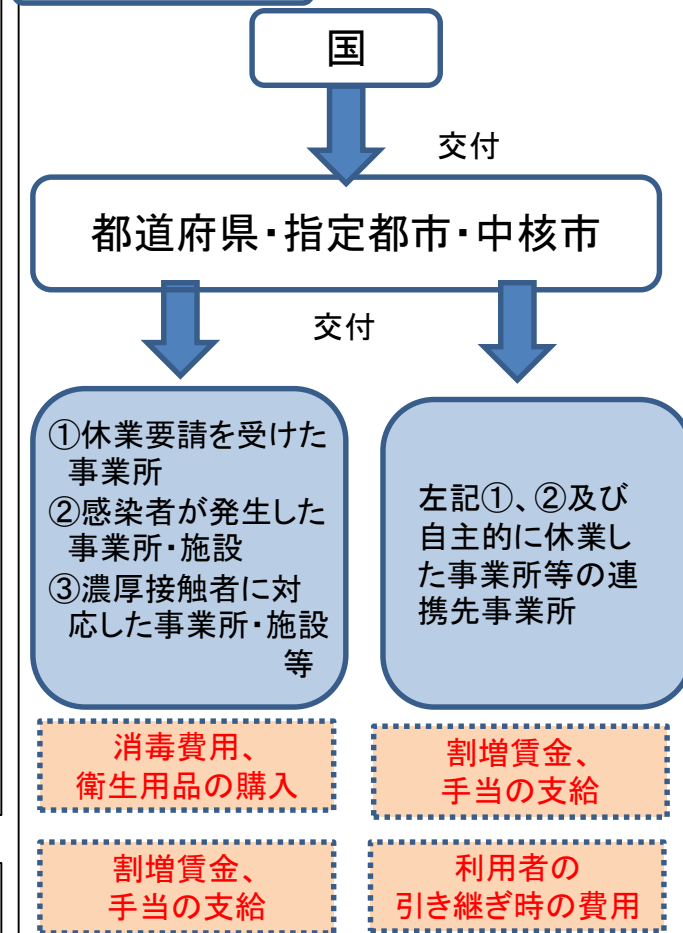 国
交付
都道府県・指定都市・中核市
交付
①休業要請を受けた
事業所
②感染者が発生した
事業所・施設
③濃厚接触者に対
応した事業所・施設
等
左記①、②及び
自主的に休業し
た事業所等の連
携先事業所
消毒費用、
衛生用品の購入
割増賃金、
手当の支給
割増賃金、
手当の支給
利用者の
引き継ぎ時の費用